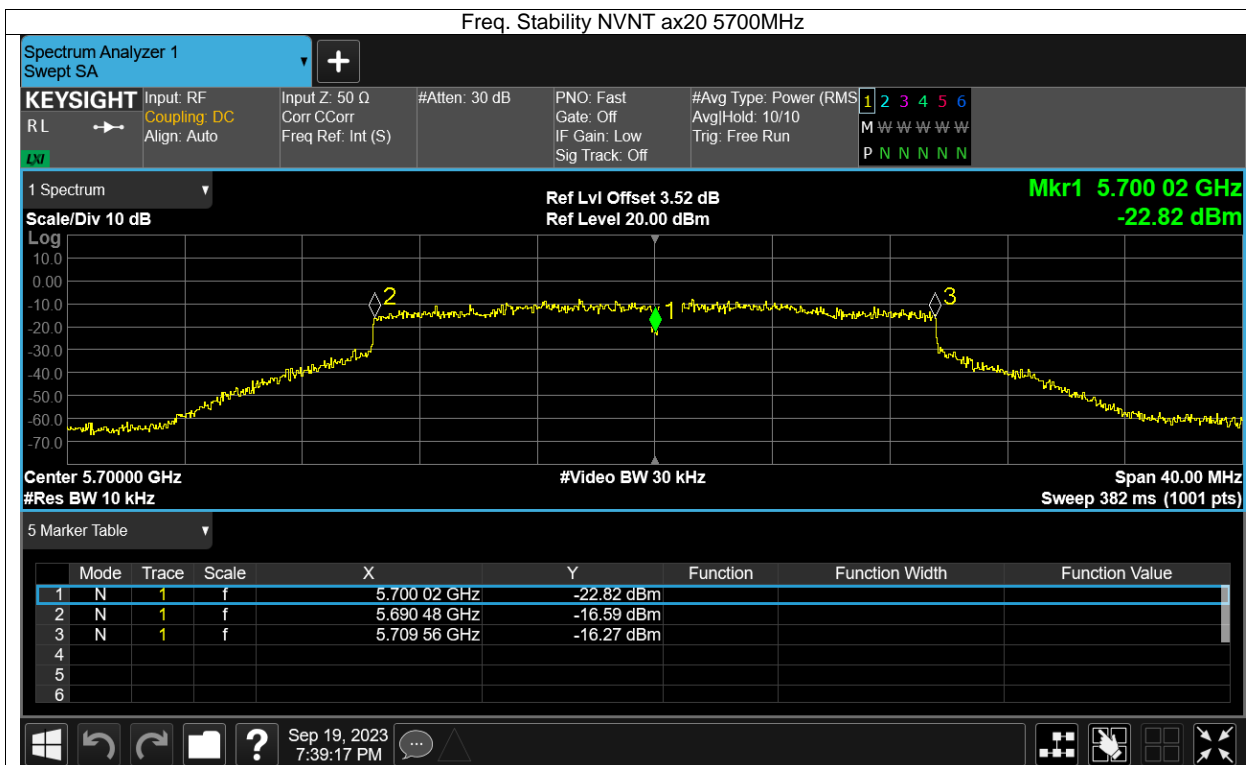 Freq. Stability NVNT ax20 5700MHz
Spectrum Analyzer 1
Swept SA
KEYSIGHT
R L
LXI
Input: RF
Coupling: DC
Align: Auto
Input Z: 50 Ω
Corr CCorr
Freq Ref: Int (S)
#Atten: 30 dB
PNO: Fast
Gate: Off
IF Gain: Low
Sig Track: Off
#Avg Type: Power (RMS
Avg|Hold: 10/10
Trig: Free Run
1 2 3 4 5 6
M W W W W W
P N N N N N
1 Spectrum
Scale/Div 10 dB
Ref Lvl Offset 3.52 dB
Ref Level 20.00 dBm
Mkr1 5.700 02 GHz
-22.82 dBm
Log
10.0
0.00
-10.0
-20.0
-30.0
-40.0
-50.0
-60.0
-70.0
2
1
3
Center 5.70000 GHz
#Res BW 10 kHz
#Video BW 30 kHz
Span 40.00 MHz
Sweep 382 ms (1001 pts)
5 Marker Table
Mode Trace Scale X Y Function Function Width Function Value
1 N 1 f 5.700 02 GHz -22.82 dBm
2 N 1 f 5.690 48 GHz -16.59 dBm
3 N 1 f 5.709 56 GHz -16.27 dBm
4
5
6
?
Sep 19, 2023
7:39:17 PM